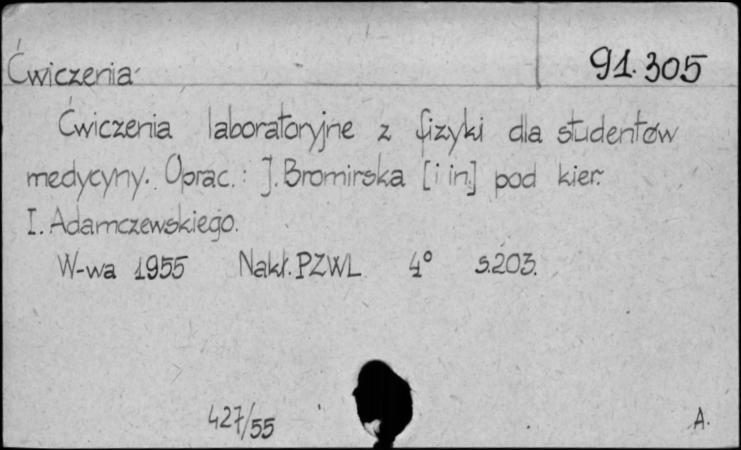 Ćwiczenia
91.305
Ćwiczenia laboratoryjne z fizyki dla studentów
medycyny. Oprac.: J. Bromirska [i in.] pod kier.
I. Adamczewskiego.
W-wa 1955 Nakł. PZWL 4° s.203.
427/55
A.